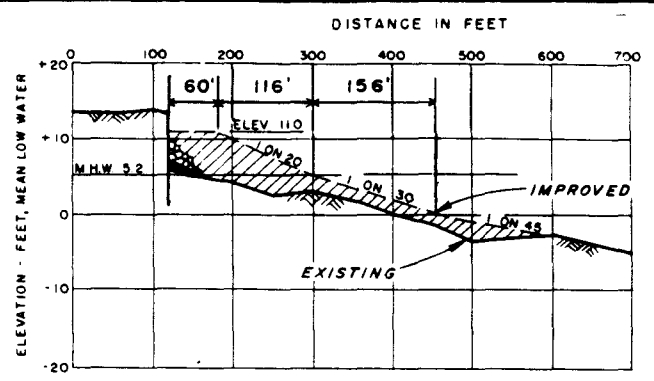 DISTANCE IN FEET
0 100 200 300 400 500 600 700
+20
60' 116' 156'
ELEV 110
+10
1 ON 20
M.H.W. 5.2
1 ON 30
IMPROVED
0
1 ON 45
EXISTING
-10
-20
ELEVATION - FEET, MEAN LOW WATER